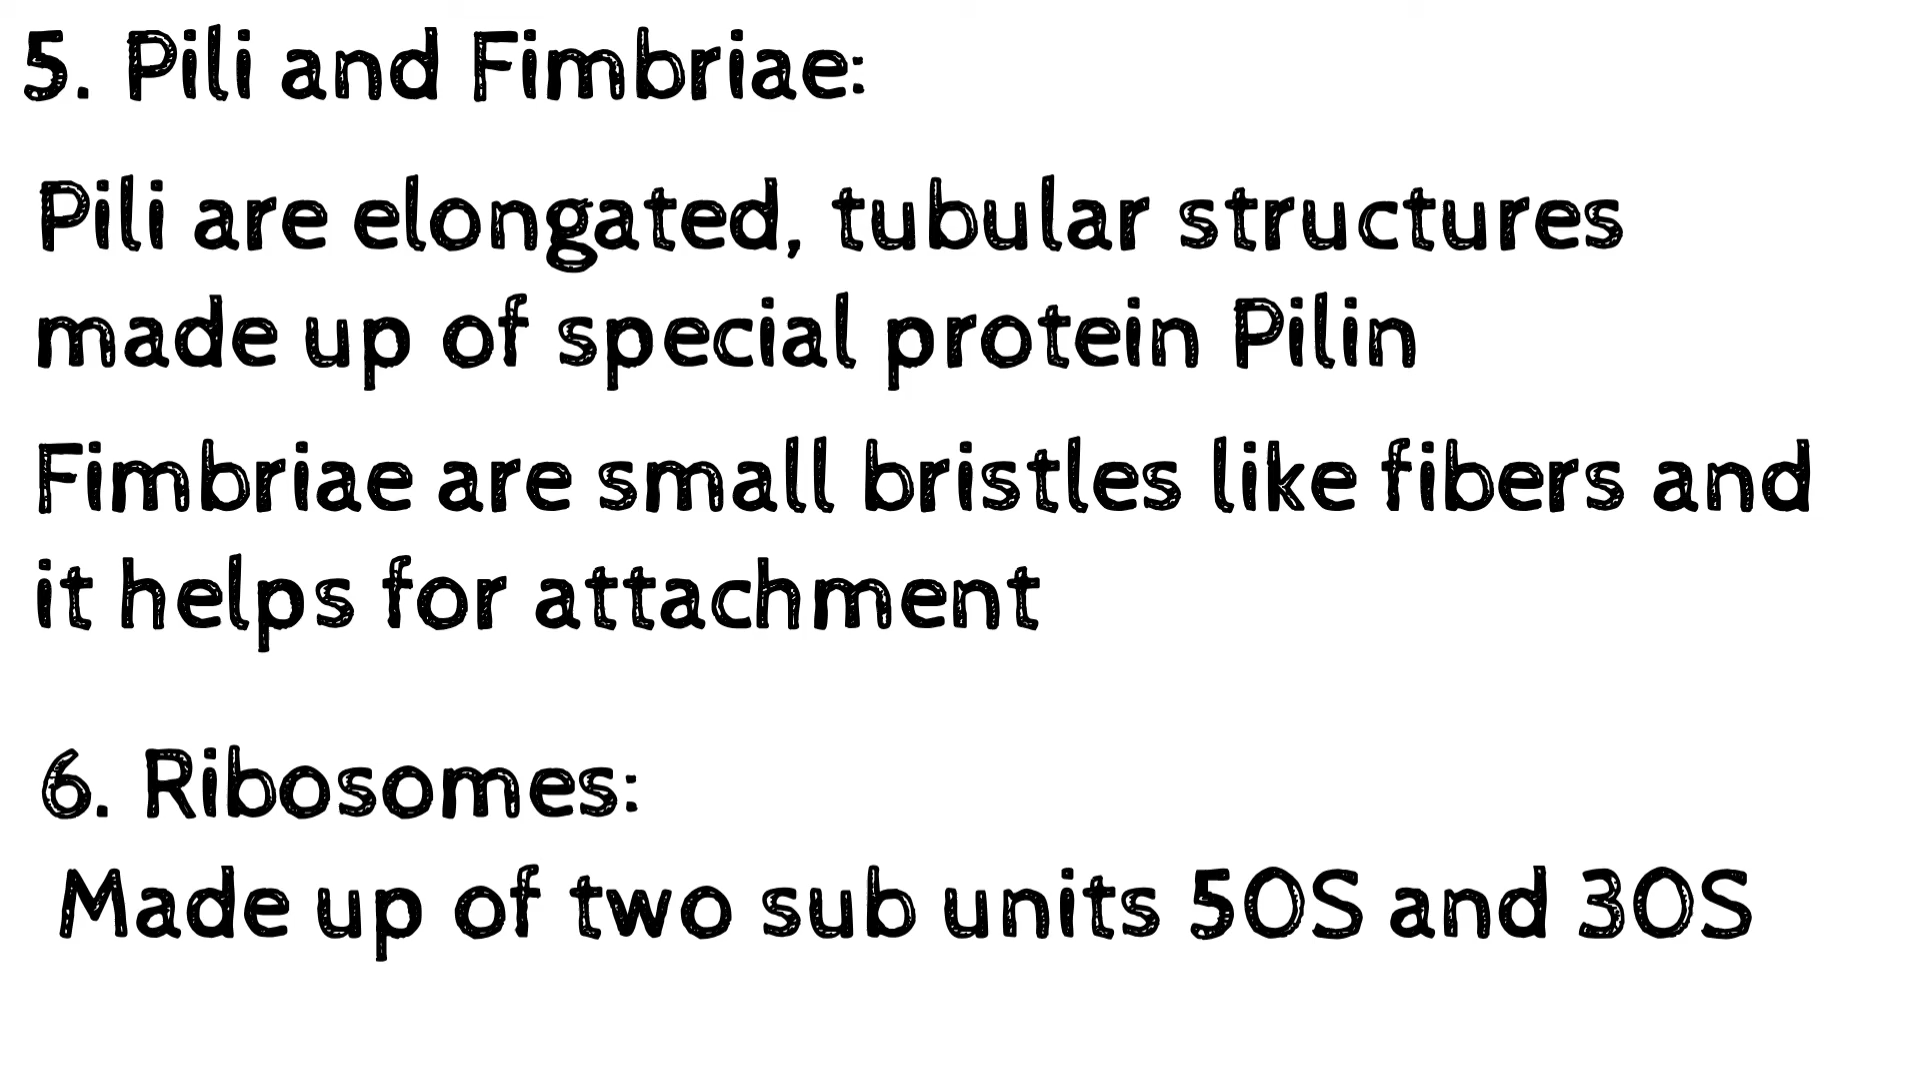 5. Pili and Fimbriae:
Pili are elongated, tubular structures
made up of special protein Pilin
Fimbriae are small bristles like fibers and
it helps for attachment
6. Ribosomes:
Made up of two sub units 50S and 30S